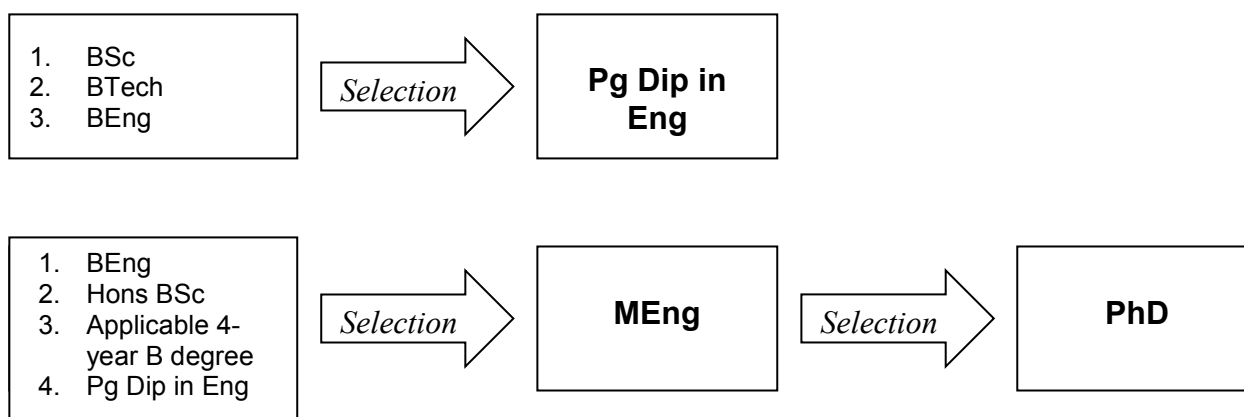 1. BSc
2. BTech
3. BEng
Selection
Pg Dip in
Eng
1. BEng
2. Hons BSc
3. Applicable 4-
year B degree
4. Pg Dip in Eng
Selection
MEng
Selection
PhD